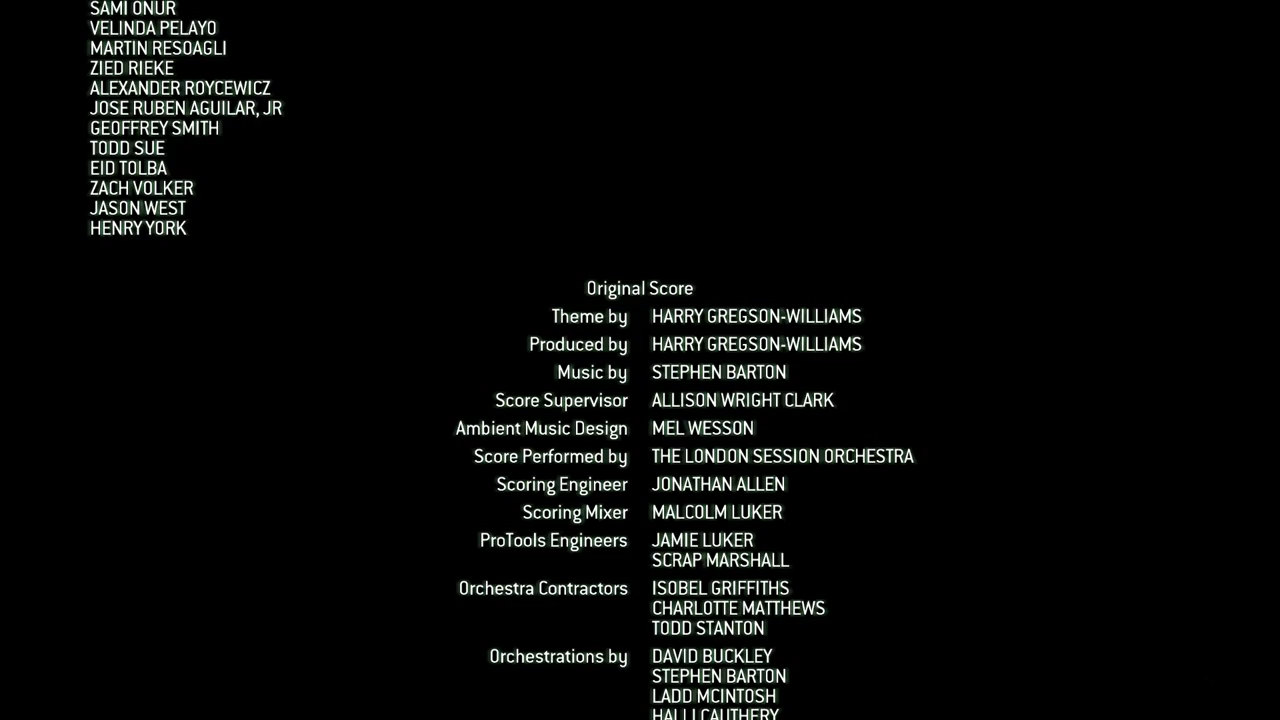 SAMI ONUR
VELINDA PELAYO
MARTIN RESOAGLI
ZIED RIEKE
ALEXANDER ROYCEWICZ
JOSE RUBEN AGUILAR, JR
GEOFFREY SMITH
TODD SUE
EID TOLBA
ZACH VOLKER
JASON WEST
HENRY YORK
Original Score
Theme by HARRY GREGSON-WILLIAMS
Produced by HARRY GREGSON-WILLIAMS
Music by STEPHEN BARTON
Score Supervisor ALLISON WRIGHT CLARK
Ambient Music Design MEL WESSON
Score Performed by THE LONDON SESSION ORCHESTRA
Scoring Engineer JONATHAN ALLEN
Scoring Mixer MALCOLM LUKER
ProTools Engineers JAMIE LUKER
SCRAP MARSHALL
Orchestra Contractors ISOBEL GRIFFITHS
CHARLOTTE MATTHEWS
TODD STANTON
Orchestrations by DAVID BUCKLEY
STEPHEN BARTON
LADD MCINTOSH
HALLI CAUTHERY